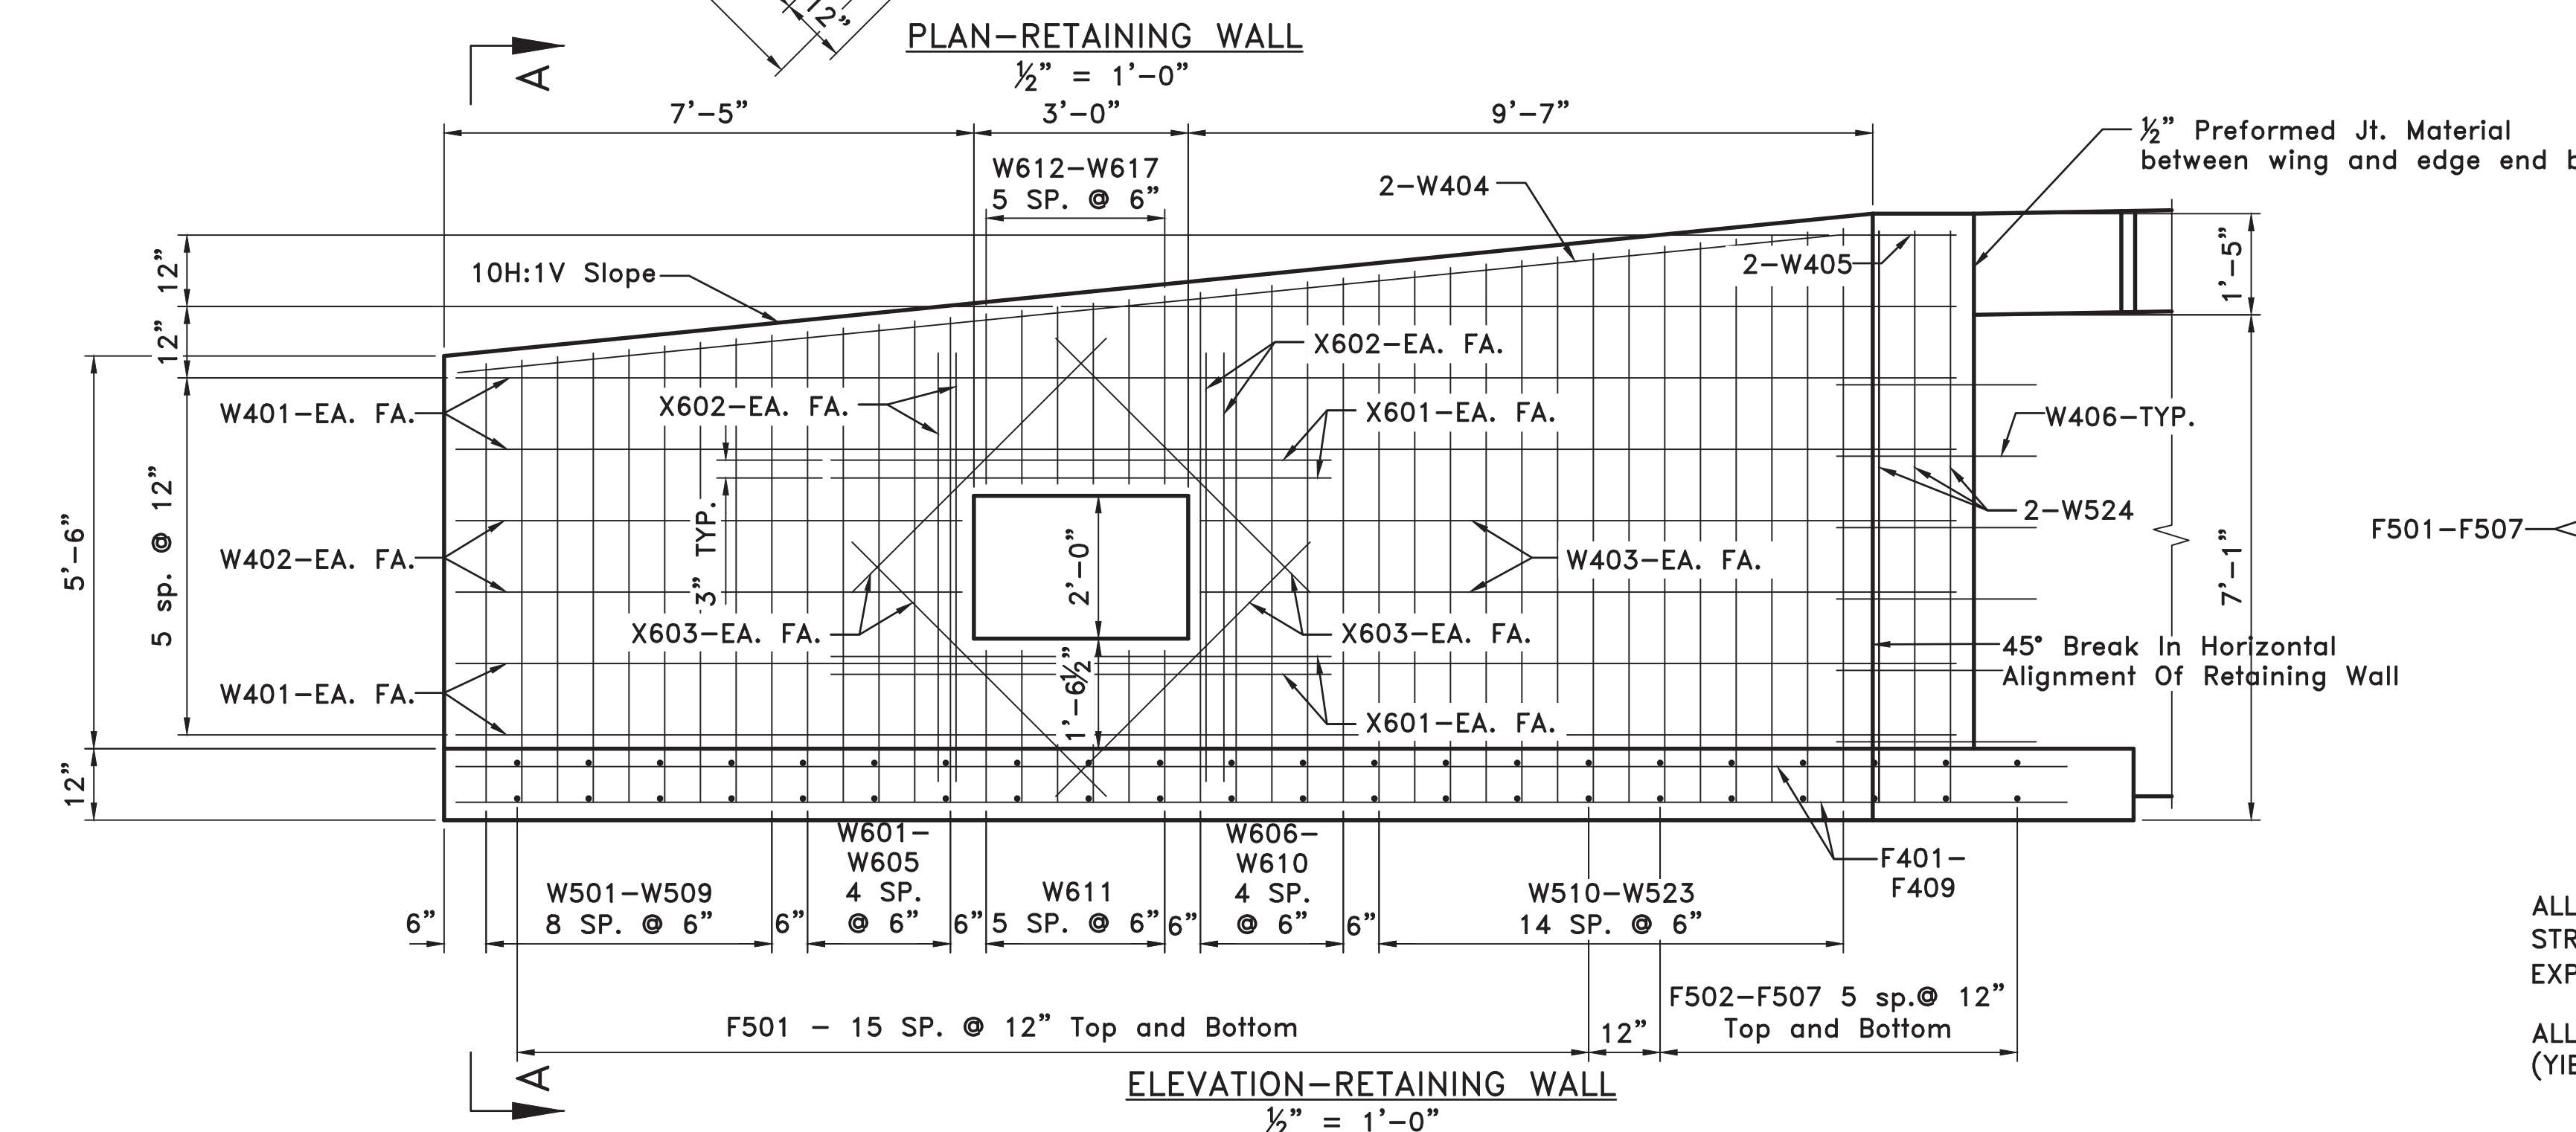 12”
PLAN-RETAINING WALL
½” = 1’-0”
A
7’-5”
3’-0”
9’-7”
½” Preformed Jt. Material
between wing and edge end
W612-W617
5 SP. @ 6”
2-W404
10H:1V Slope
2-W405
1’-5”
12”
12”
X602-EA. FA.
X602-EA. FA.
X601-EA. FA.
W401-EA. FA.
W406-TYP.
5 sp. @ 12”
5’-6”
3” TYP.
2’-0”
2-W524
F501-F507
W402-EA. FA.
W403-EA. FA.
7’-1”
X603-EA. FA.
X603-EA. FA.
45° Break In Horizontal
Alignment Of Retaining Wall
W401-EA. FA.
1’-6½”
X601-EA. FA.
12”
F401-
F409
W601-
W605
4 SP.
@ 6”
W606-
W610
4 SP.
@ 6”
6”
W501-W509
8 SP. @ 6”
6”
6”
W611
5 SP. @ 6”
6”
6”
W510-W523
14 SP. @ 6”
ALL
F501 - 15 SP. @ 12” Top and Bottom
12”
F502-F507 5 sp.@ 12”
Top and Bottom
ALL
A
ELEVATION-RETAINING WALL
½” = 1’-0”